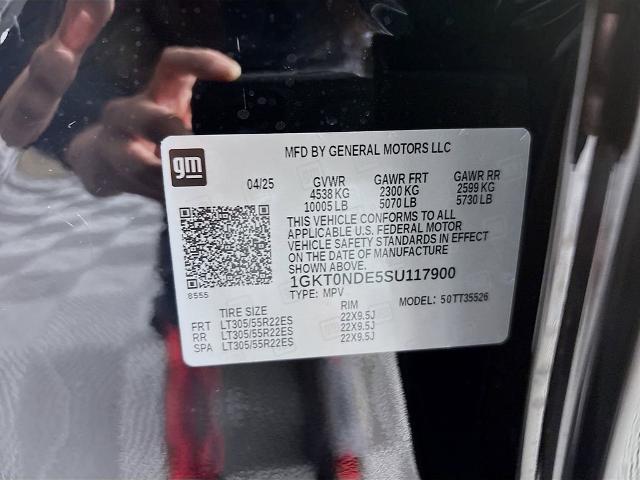 gm
MFD BY GENERAL MOTORS LLC
04/25 GVWR GAWR FRT GAWR RR
4538 KG 2300 KG 2599 KG
10005 LB 5070 LB 5730 LB
THIS VEHICLE CONFORMS TO ALL
APPLICABLE U.S. FEDERAL MOTOR
VEHICLE SAFETY STANDARDS IN EFFECT
ON THE DATE OF MANUFACTURE
SHOWN ABOVE.
1GKT0NDE5SU117900
8555 TYPE: MPV MODEL: 50TT35526
TIRE SIZE RIM
FRT LT305/55R22ES 22X9.5J
RR LT305/55R22ES 22X9.5J
SPA LT305/55R22ES 22X9.5J